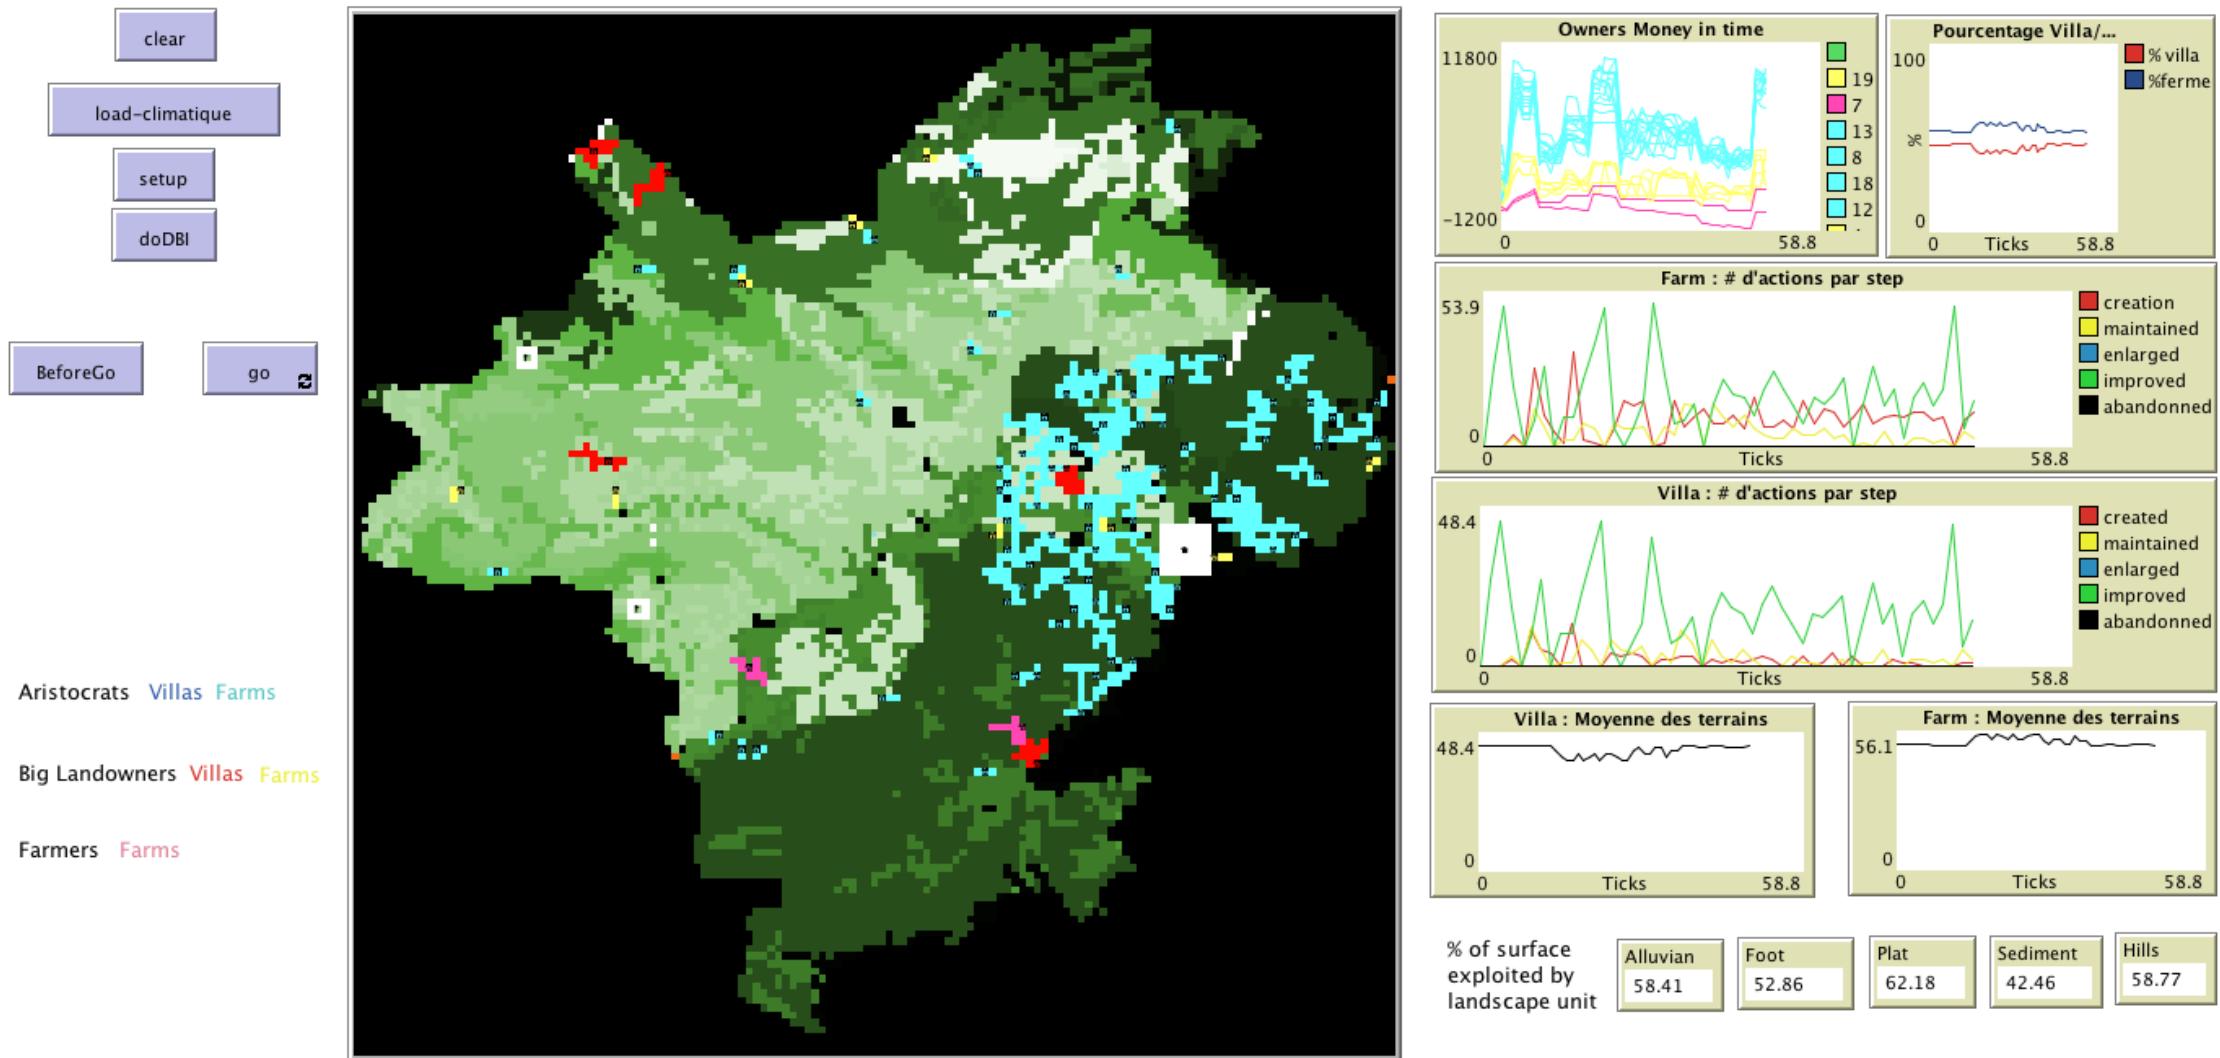 clear
load-climatique
setup
doDBI
BeforeGo
go
Aristocrats Villas Farms
Big Landowners Villas Farms
Farmers Farms
Owners Money in time
11800
-1200
0
58.8
19
7
13
8
18
12
Pourcentage Villa/...
100
%
0
0 Ticks 58.8
% villa
%ferme
Farm : # d'actions par step
53.9
0
0 Ticks 58.8
creation
maintained
enlarged
improved
abandonned
Villa : # d'actions par step
48.4
0
0 Ticks 58.8
created
maintained
enlarged
improved
abandonned
Villa : Moyenne des terrains
48.4
0
0 Ticks 58.8
Farm : Moyenne des terrains
56.1
0
0 Ticks 58.8
% of surface
exploited by
landscape unit
Alluvian
58.41
Foot
52.86
Plat
62.18
Sediment
42.46
Hills
58.77